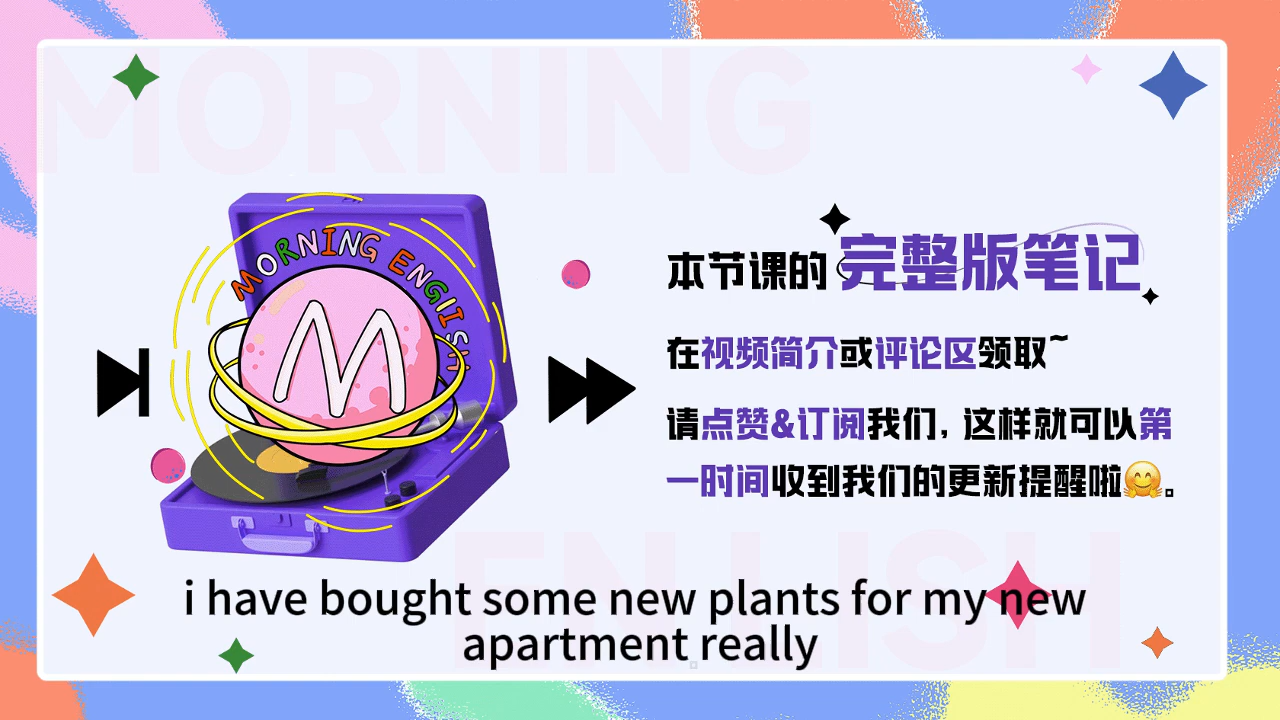 MORNING
MORNING ENGlISH
M
本节课的 完整版笔记
在视频简介或评论区领取~
请点赞&订阅我们, 这样就可以第
一时间收到我们的更新提醒啦🤗。
i have bought some new plants for my new
apartment really